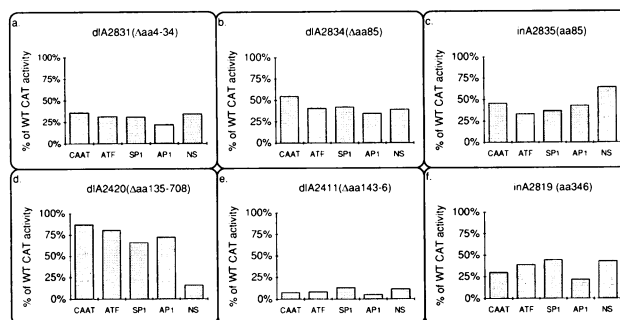 a.
dlA2831(Δaa4-34)
% of WT CAT activity
100%
75%
50%
25%
0%
CAAT ATF SP1 AP1 NS
b.
dlA2834(Δaa85)
% of WT CAT activity
100%
75%
50%
25%
0%
CAAT ATF SP1 AP1 NS
c.
inA2835(aa85)
% of WT CAT activity
100%
75%
50%
25%
0%
CAAT ATF SP1 AP1 NS
d.
dlA2420(Δaa135-708)
% of WT CAT activity
100%
75%
50%
25%
0%
CAAT ATF SP1 AP1 NS
e.
dlA2411(Δaa143-6)
% of WT CAT activity
100%
75%
50%
25%
0%
CAAT ATF SP1 AP1 NS
f.
inA2819 (aa346)
% of WT CAT activity
100%
75%
50%
25%
0%
CAAT ATF SP1 AP1 NS